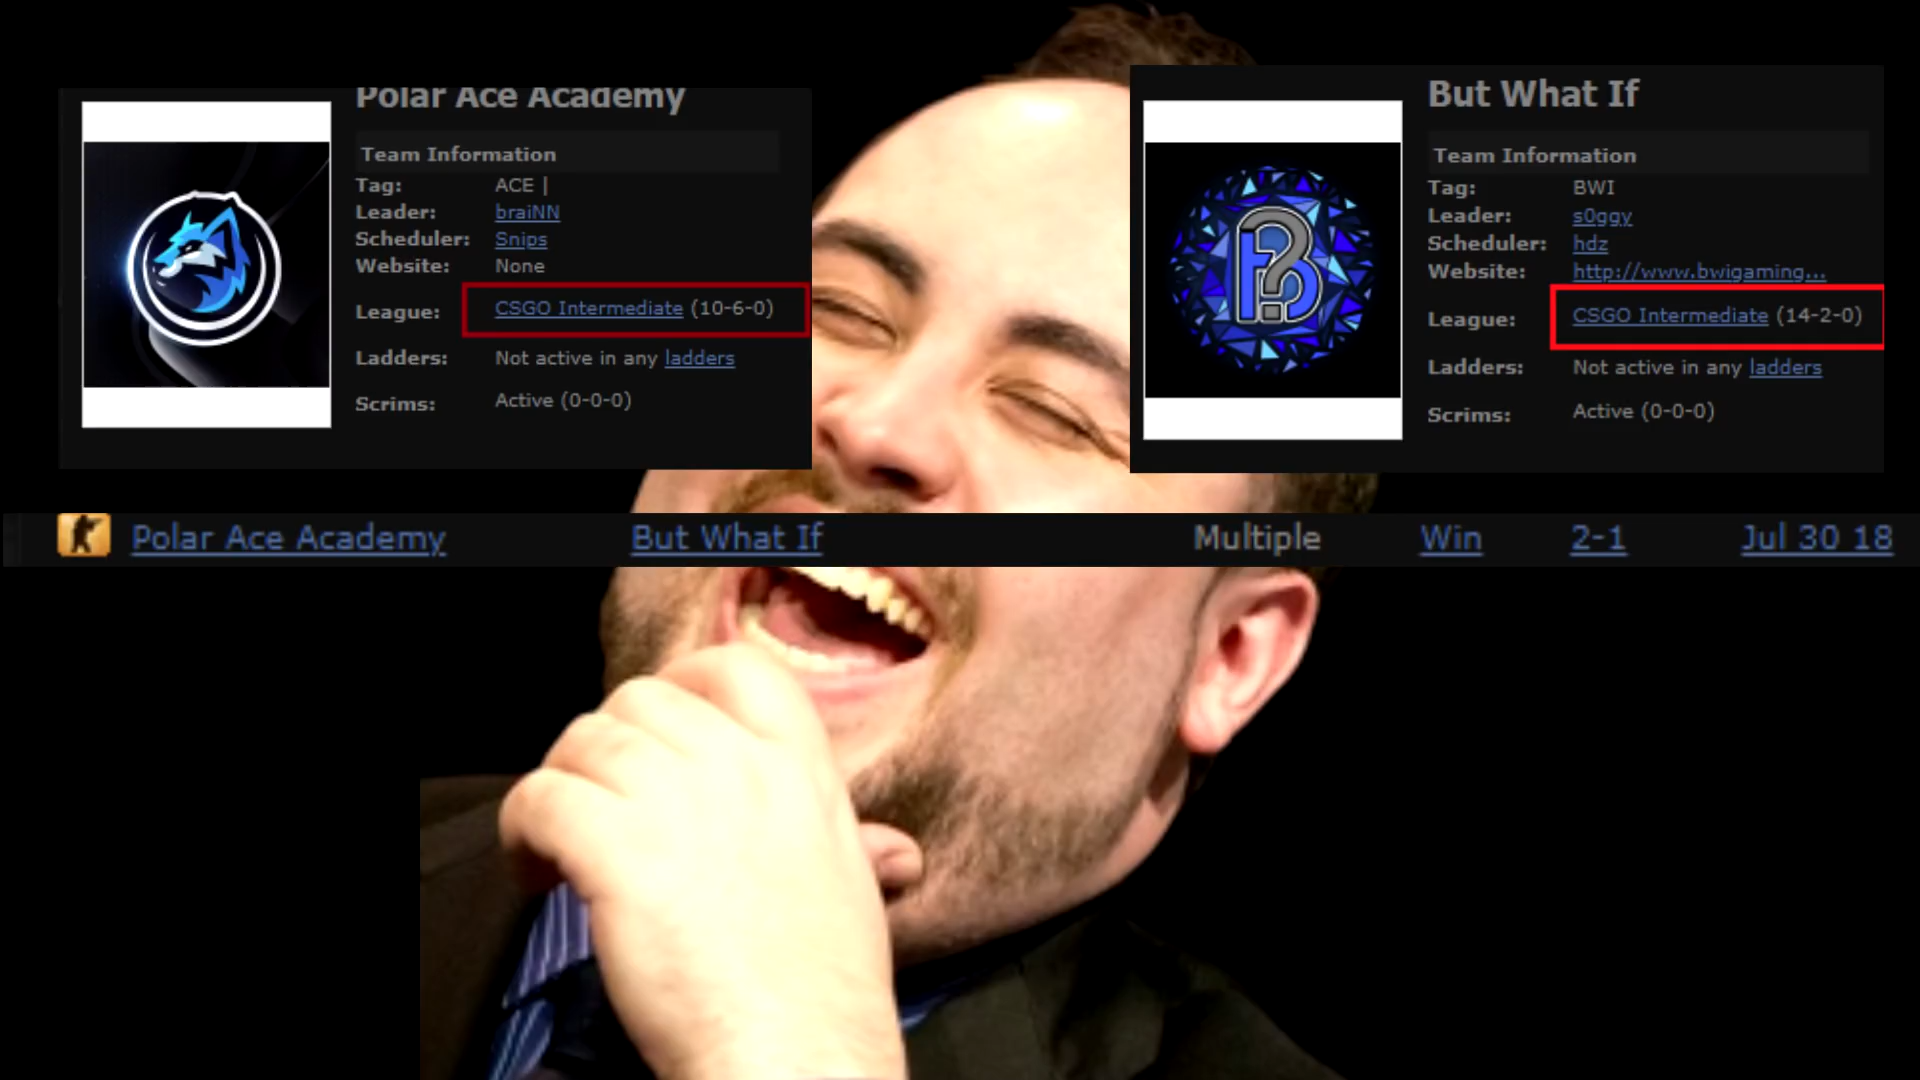 Polar Ace Academy
Team Information
Tag: ACE |
Leader: braiNN
Scheduler: Snips
Website: None
League: CSGO Intermediate (10-6-0)
Ladders: Not active in any ladders
Scrims: Active (0-0-0)
But What If
Team Information
Tag: BWI
Leader: s0ggy
Scheduler: hdz
Website: http://www.bwigaming...
League: CSGO Intermediate (14-2-0)
Ladders: Not active in any ladders
Scrims: Active (0-0-0)
B?
Polar Ace Academy But What If Multiple Win 2-1 Jul 30 18